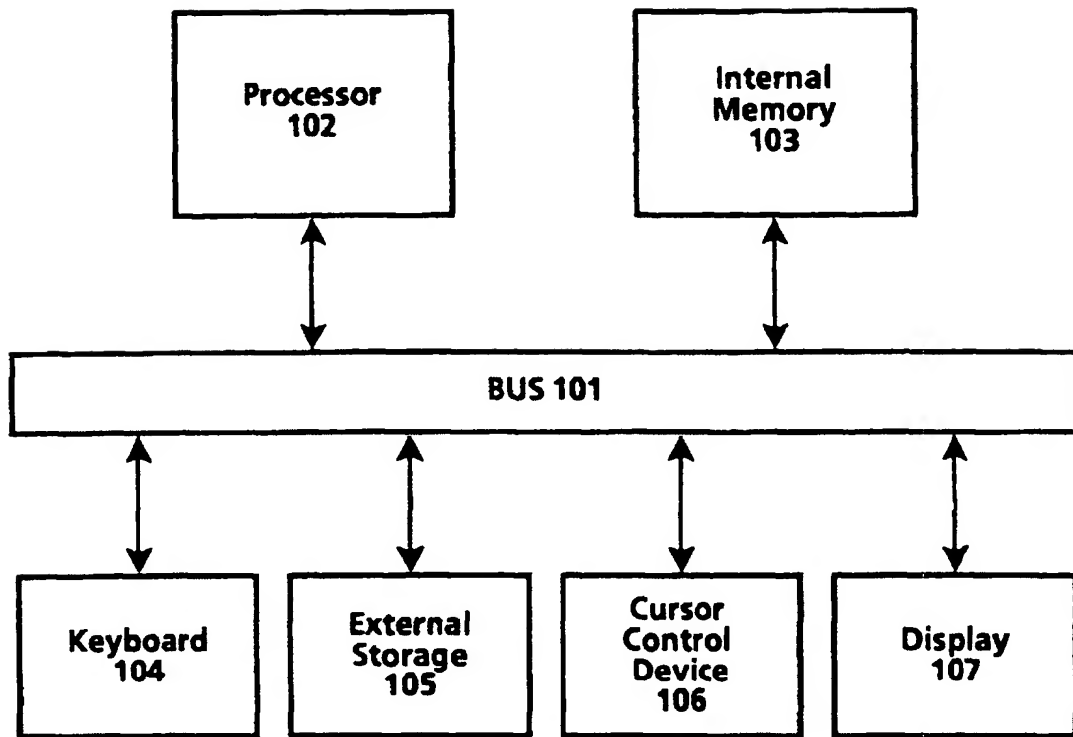 Processor
102
Internal
Memory
103
BUS 101
Keyboard
104
External
Storage
105
Cursor
Control
Device
106
Display
107